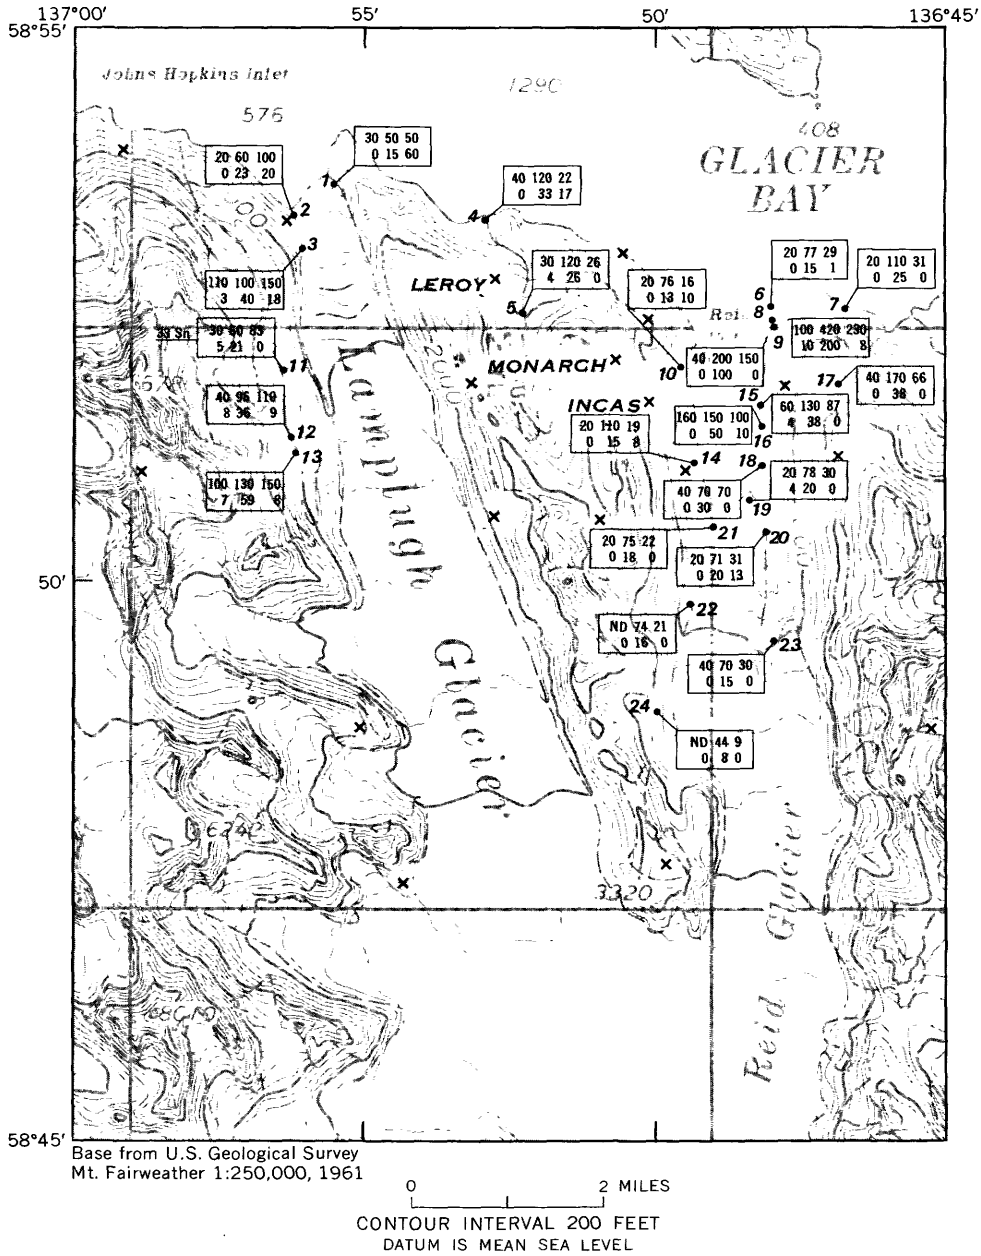 137°00' 55' 50' 136°45'
58°55'
Johns Hopkins Inlet
1290
576
408
GLACIER
BAY
30 50 50
0 15 60
1
20 60 100
0 23 20
2
40 120 22
0 33 17
4
3
110 100 150
3 40 18
LEROY
30 120 26
4 26 0
5
20 76 16
0 13 10
20 77 29
0 15 1
6
8
9
20 110 31
0 25 0
7
100 420 230
10 200 8
33 Sn
5 21 0
11
MONARCH
40 200 150
0 100 0
10
17
40 170 66
0 38 0
INCAS
15
60 130 87
4 38 0
160 150 100
0 50 10
16
40 96 110
8 36 9
12
13
100 130 150
7 59 8
20 110 19
0 15 8
14
18
40 70 70
0 30 0
20 78 30
4 20 0
19
20 75 22
0 18 0
21
20
20 71 31
0 20 13
50'
22
ND 74 21
0 16 0
23
40 70 30
0 15 0
24
ND 44 9
0 8 0
2000
Lamplugh
Glacier
6240
3320
Reid Glacier
58°45'
Base from U.S. Geological Survey
Mt. Fairweather 1:250,000, 1961
0 2 MILES
CONTOUR INTERVAL 200 FEET
DATUM IS MEAN SEA LEVEL